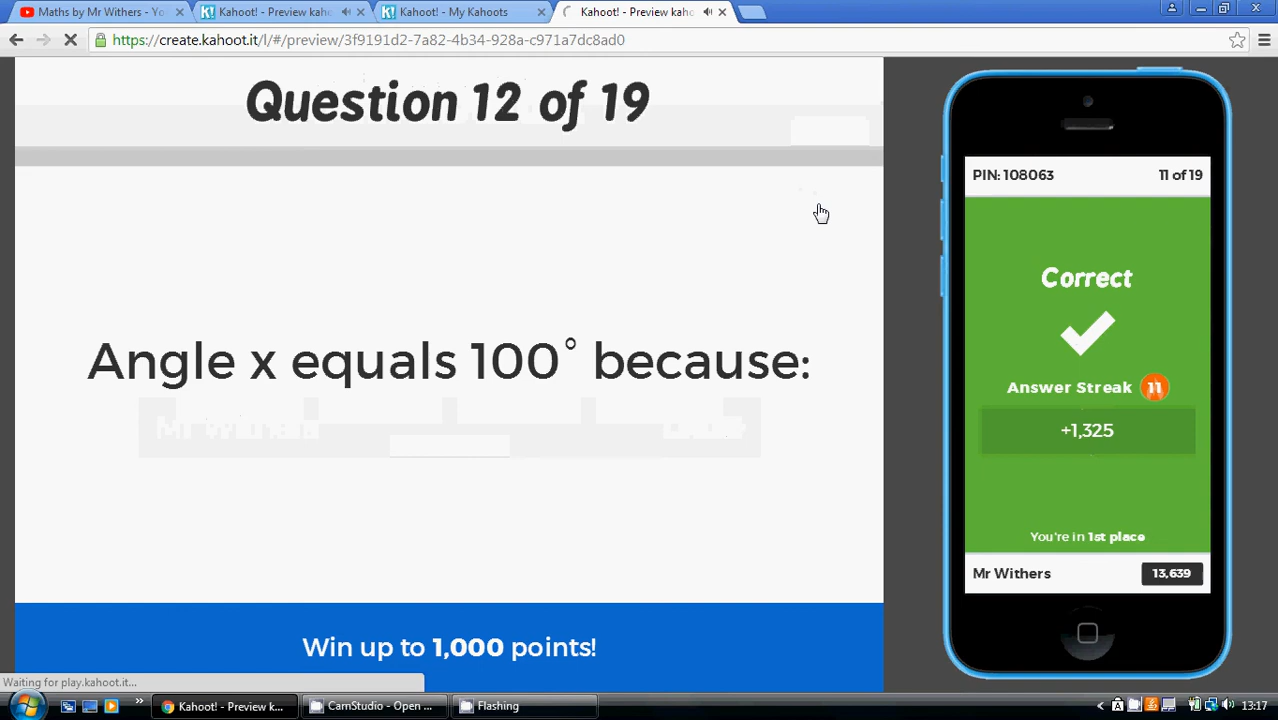 Maths by Mr Withers - Yo
Kahoot! - Preview kaho
Kahoot! - My Kahoots
Kahoot! - Preview kaho
https://create.kahoot.it/l/#/preview/3f9191d2-7a82-4b34-928a-c971a7dc8ad0
Question 12 of 19
Angle x equals 100° because:
Win up to 1,000 points!
PIN: 108063 11 of 19
Correct
Answer Streak 11
+1,325
You're in 1st place
Mr Withers 13,639
Waiting for play.kahoot.it...
Kahoot! - Preview k...
CamStudio - Open ...
Flashing
13:17